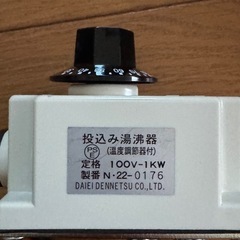 投込み湯沸器
(温度調節器付)
定格 100V-1KW
製番 N・22-0176
DAIEI DENNETSU CO.,LTD.